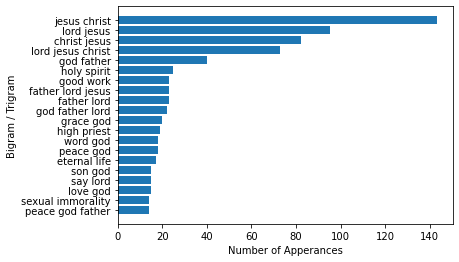 jesus christ
lord jesus
christ jesus
lord jesus christ
god father
holy spirit
good work
father lord jesus
father lord
god father lord
grace god
high priest
word god
peace god
eternal life
son god
say lord
love god
sexual immorality
peace god father
Bigram / Trigram
0 20 40 60 80 100 120 140
Number of Apperances